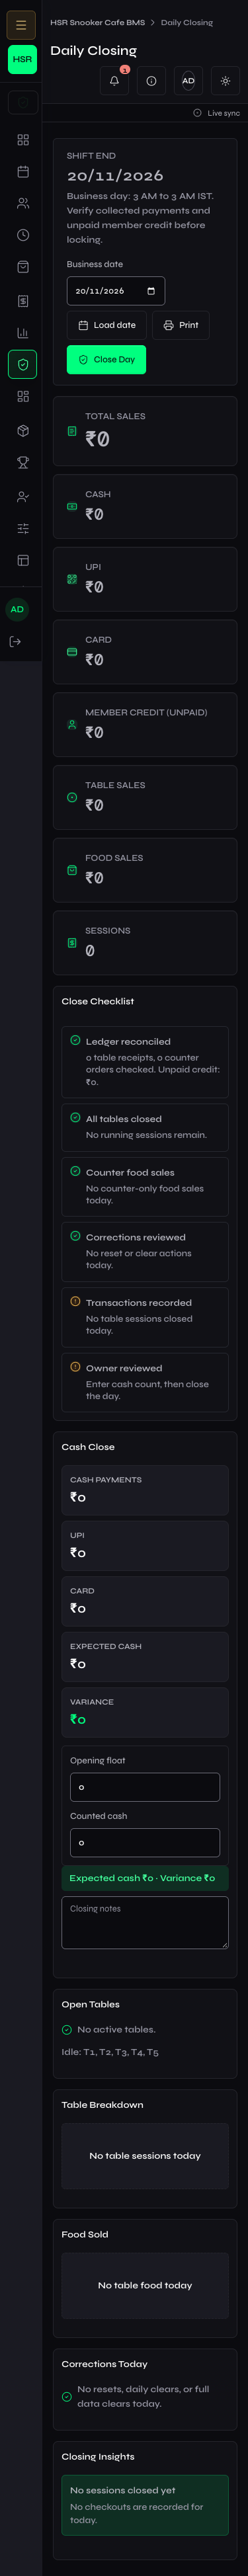 HSR Snooker Cafe BMS > Daily Closing
HSR
Daily Closing
1
AD
Live sync
SHIFT END
20/11/2026
Business day: 3 AM to 3 AM IST.
Verify collected payments and
unpaid member credit before
locking.
Business date
20/11/2026
Load date
Print
Close Day
TOTAL SALES
₹0
CASH
₹0
UPI
₹0
CARD
₹0
MEMBER CREDIT (UNPAID)
₹0
TABLE SALES
₹0
FOOD SALES
₹0
SESSIONS
0
AD
Close Checklist
Ledger reconciled
0 table receipts, 0 counter
orders checked. Unpaid credit:
₹0.
All tables closed
No running sessions remain.
Counter food sales
No counter-only food sales
today.
Corrections reviewed
No reset or clear actions
today.
Transactions recorded
No table sessions closed
today.
Owner reviewed
Enter cash count, then close
the day.
Cash Close
CASH PAYMENTS
₹0
UPI
₹0
CARD
₹0
EXPECTED CASH
₹0
VARIANCE
₹0
Opening float
0
Counted cash
0
Expected cash ₹0 · Variance ₹0
Closing notes
Open Tables
No active tables.
Idle: T1, T2, T3, T4, T5
Table Breakdown
No table sessions today
Food Sold
No table food today
Corrections Today
No resets, daily clears, or full
data clears today.
Closing Insights
No sessions closed yet
No checkouts are recorded for
today.